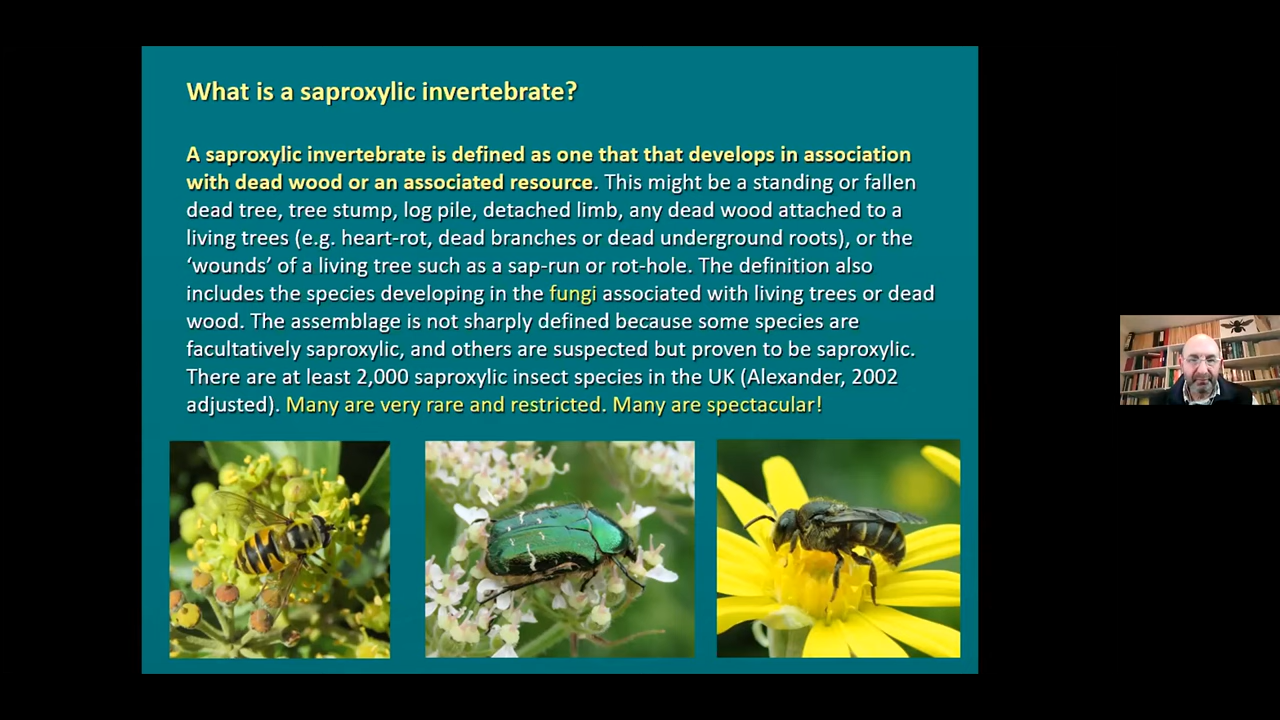 What is a saproxylic invertebrate?
A saproxylic invertebrate is defined as one that that develops in association
with dead wood or an associated resource. This might be a standing or fallen
dead tree, tree stump, log pile, detached limb, any dead wood attached to a
living trees (e.g. heart-rot, dead branches or dead underground roots), or the
‘wounds’ of a living tree such as a sap-run or rot-hole. The definition also
includes the species developing in the fungi associated with living trees or dead
wood. The assemblage is not sharply defined because some species are
facultatively saproxylic, and others are suspected but proven to be saproxylic.
There are at least 2,000 saproxylic insect species in the UK (Alexander, 2002
adjusted). Many are very rare and restricted. Many are spectacular!